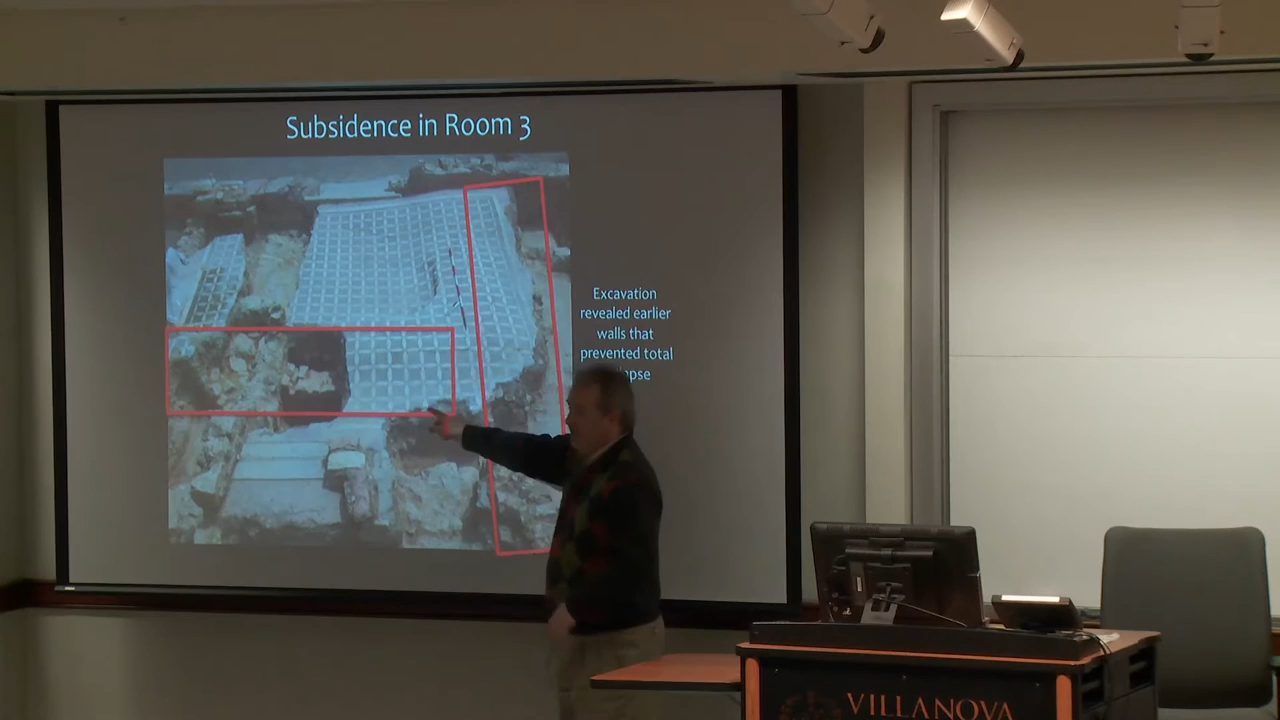 Subsidence in Room 3
Excavation
revealed earlier
walls that
prevented total
VILLANOVA